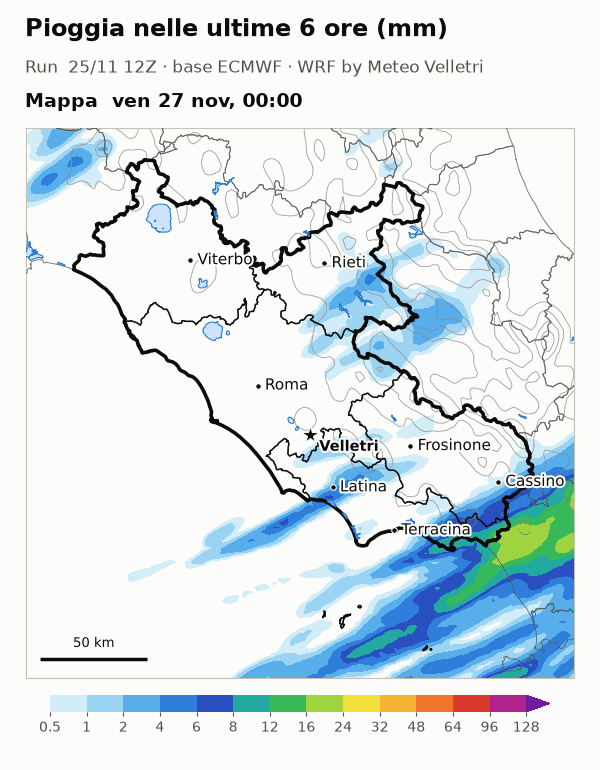 Pioggia nelle ultime 6 ore (mm)
Run  25/11 12Z · base ECMWF · WRF by Meteo Velletri
Mappa  ven 27 nov, 00:00
Viterbo
Rieti
Roma
Velletri
Frosinone
Latina
Cassino
Terracina
50 km
0.5 1 2 4 6 8 12 16 24 32 48 64 96 128